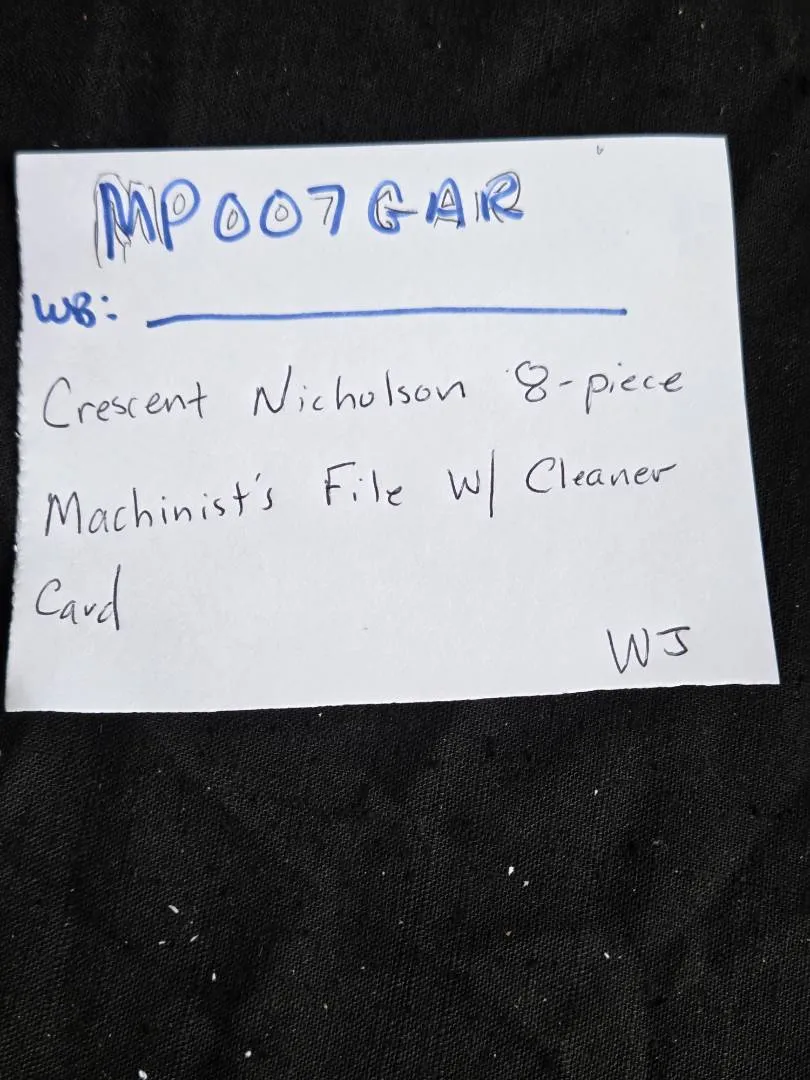 MP007GAR
WB:
Crescent Nicholson 8-piece
Machinist's File w/ Cleaner
Card
WJ